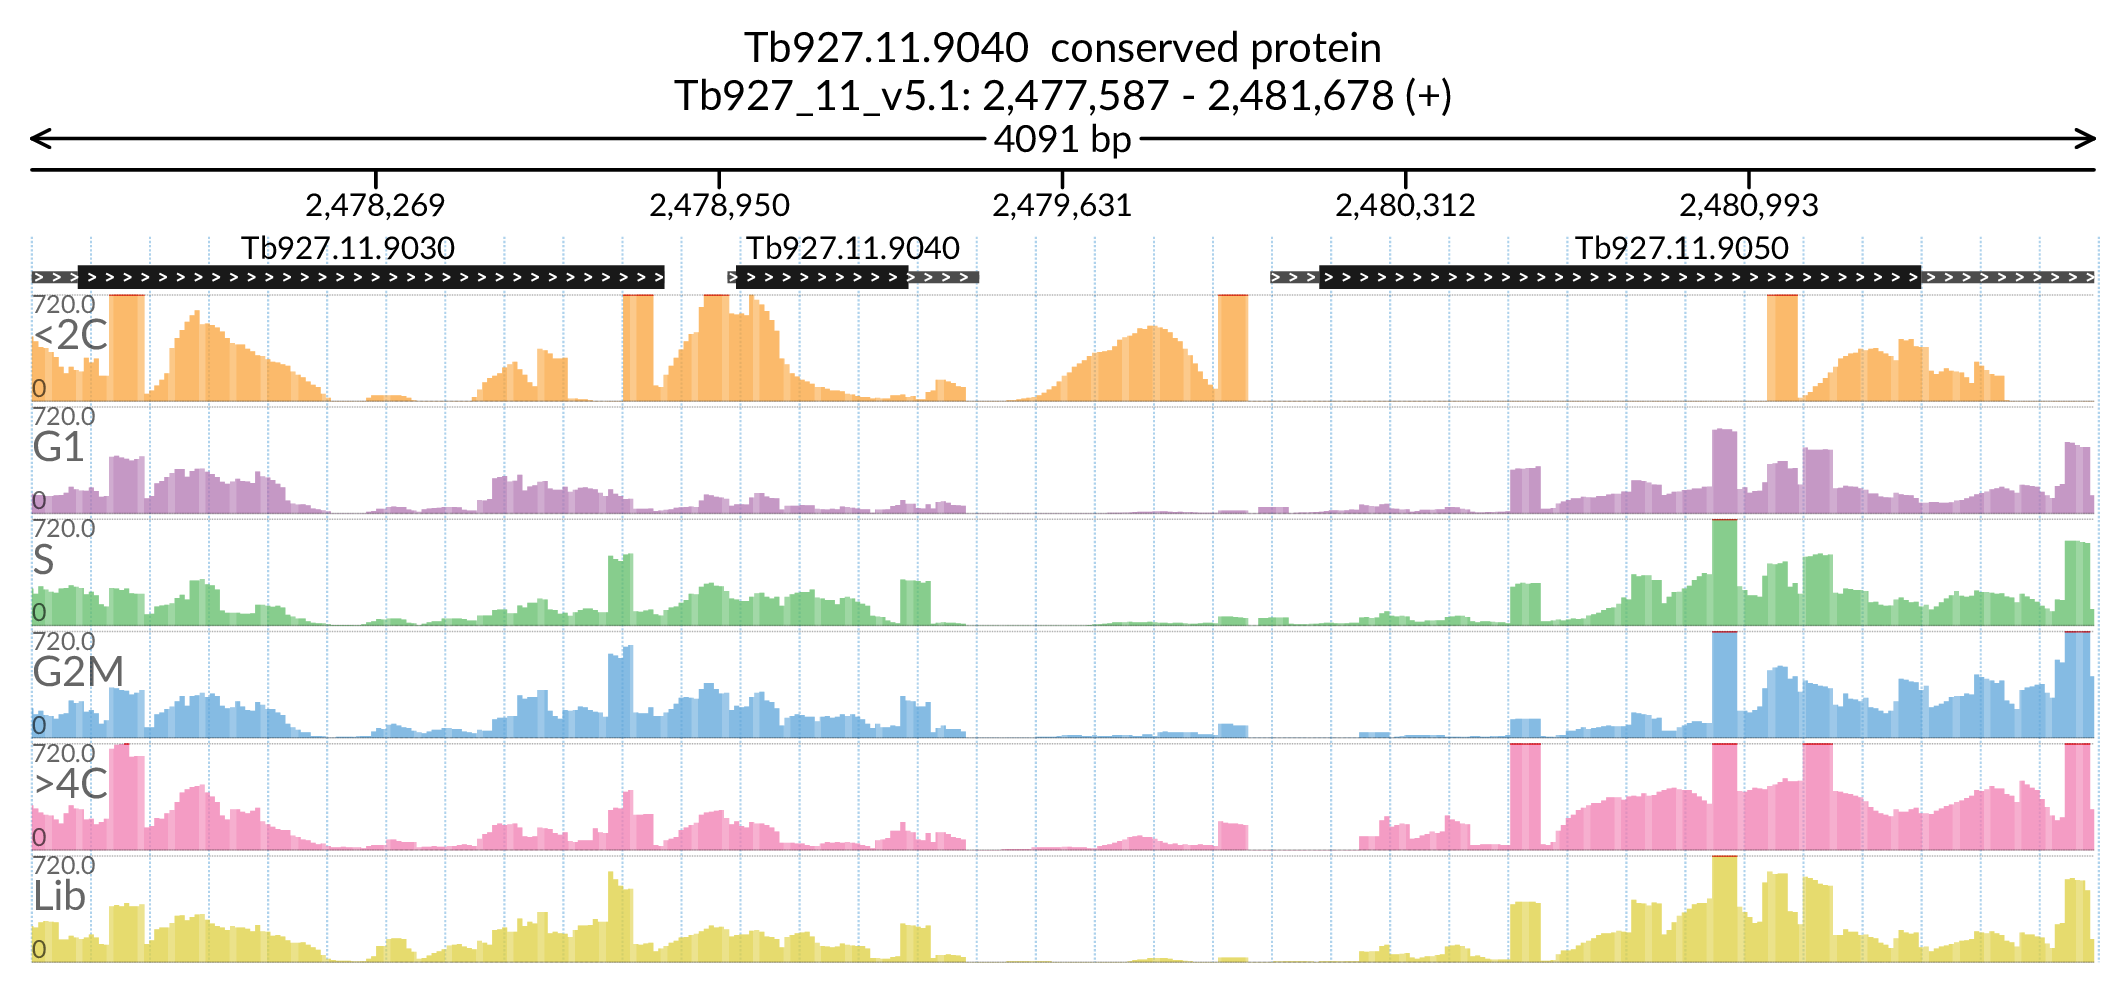 Tb927.11.9040  conserved protein
Tb927_11_v5.1: 2,477,587 - 2,481,678 (+)
4091 bp
2,478,269 2,478,950 2,479,631 2,480,312 2,480,993
Tb927.11.9030 Tb927.11.9040 Tb927.11.9050
720.0
<2C
0
720.0
G1
0
720.0
S
0
720.0
G2M
0
720.0
>4C
0
720.0
Lib
0